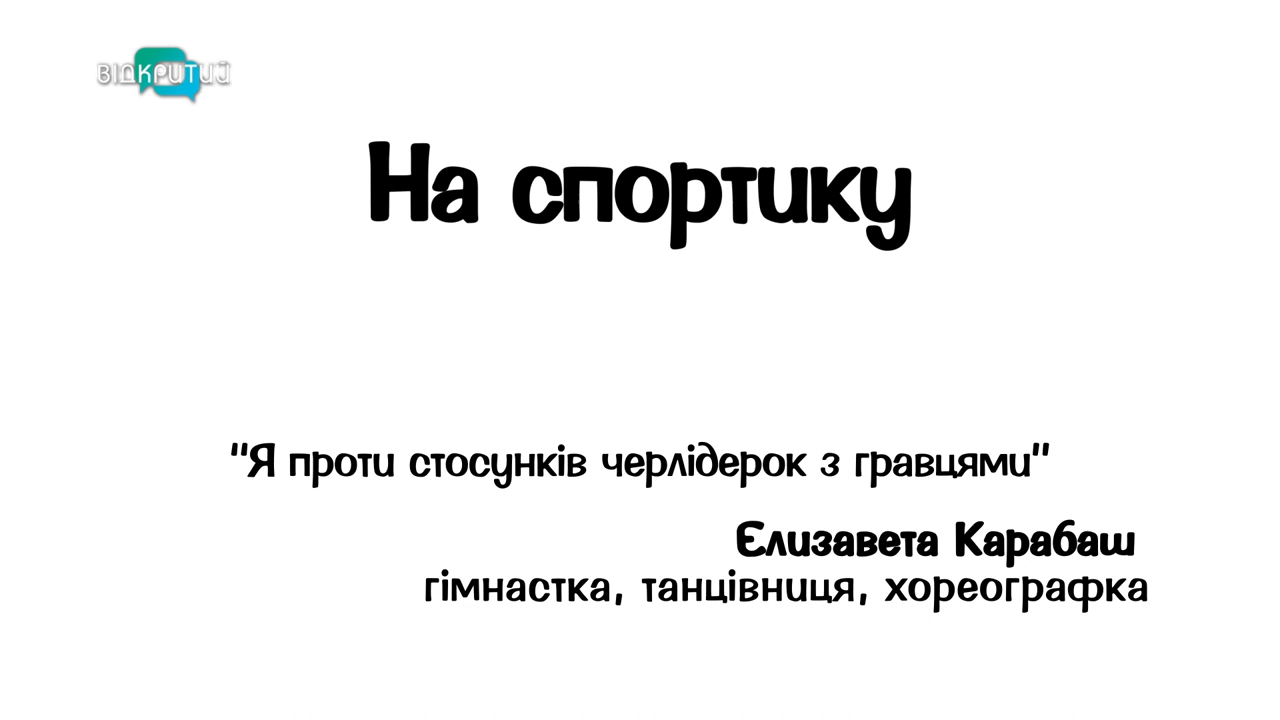 ВІДКРИТИЙ
На спортику
"Я проти стосунків черлідерок з гравцями"
Єлизавета Карабаш
гімнастка, танцівниця, хореографка